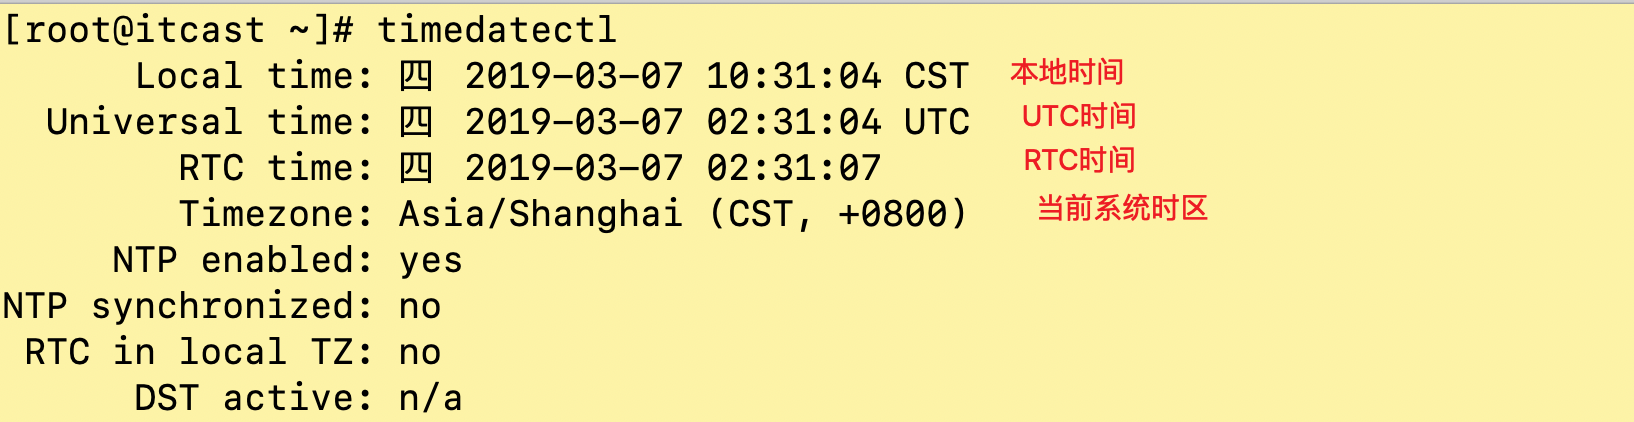 [root@itcast ~]# timedatectl
Local time: 四 2019-03-07 10:31:04 CST 本地时间
Universal time: 四 2019-03-07 02:31:04 UTC UTC时间
RTC time: 四 2019-03-07 02:31:07 RTC时间
Timezone: Asia/Shanghai (CST, +0800) 当前系统时区
NTP enabled: yes
NTP synchronized: no
RTC in local TZ: no
DST active: n/a